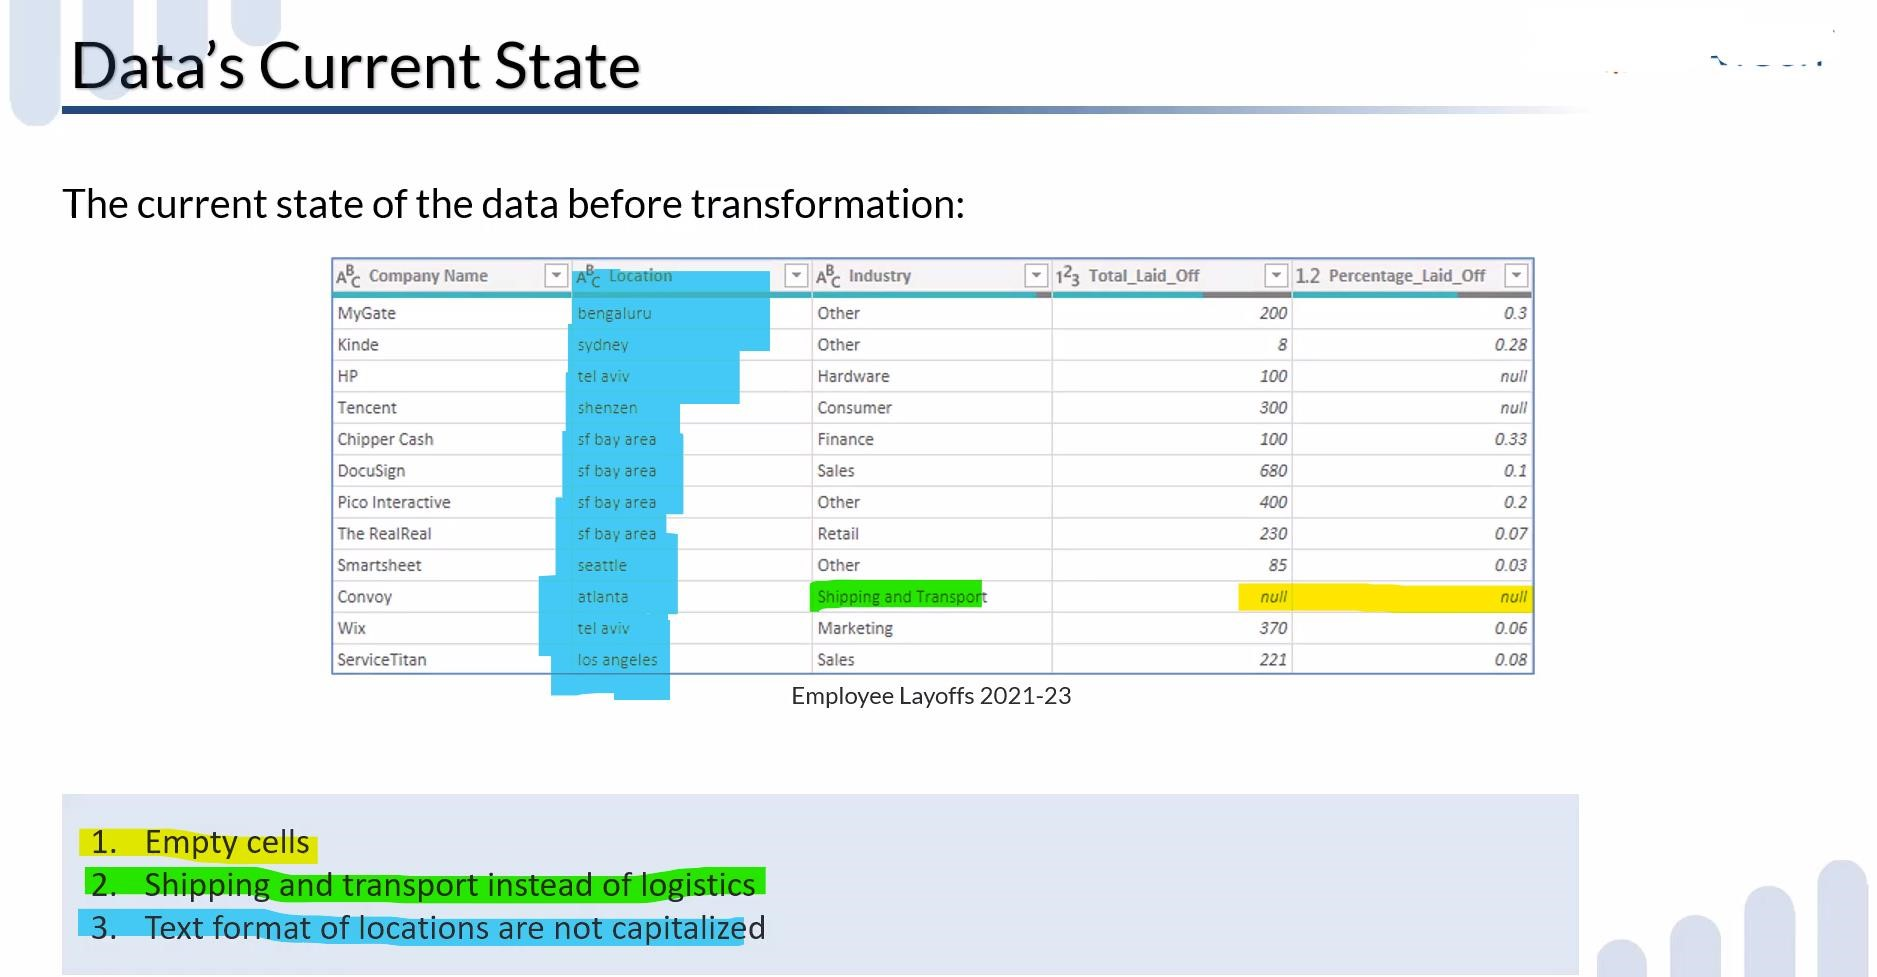 Data's Current State
The current state of the data before transformation:
ABC Company Name ABC Location ABC Industry 123 Total_Laid_Off 1.2 Percentage_Laid_Off
MyGate bengaluru Other 200 0.3
Kinde sydney Other 8 0.28
HP tel aviv Hardware 100 null
Tencent shenzen Consumer 300 null
Chipper Cash sf bay area Finance 100 0.33
DocuSign sf bay area Sales 680 0.1
Pico Interactive sf bay area Other 400 0.2
The RealReal sf bay area Retail 230 0.07
Smartsheet seattle Other 85 0.03
Convoy atlanta Shipping and Transport null null
Wix tel aviv Marketing 370 0.06
ServiceTitan los angeles Sales 221 0.08
Employee Layoffs 2021-23
1. Empty cells
2. Shipping and transport instead of logistics
3. Text format of locations are not capitalized